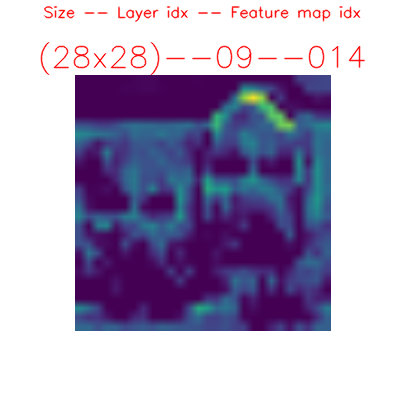 Size -- Layer idx -- Feature map idx
(28x28)--09--014